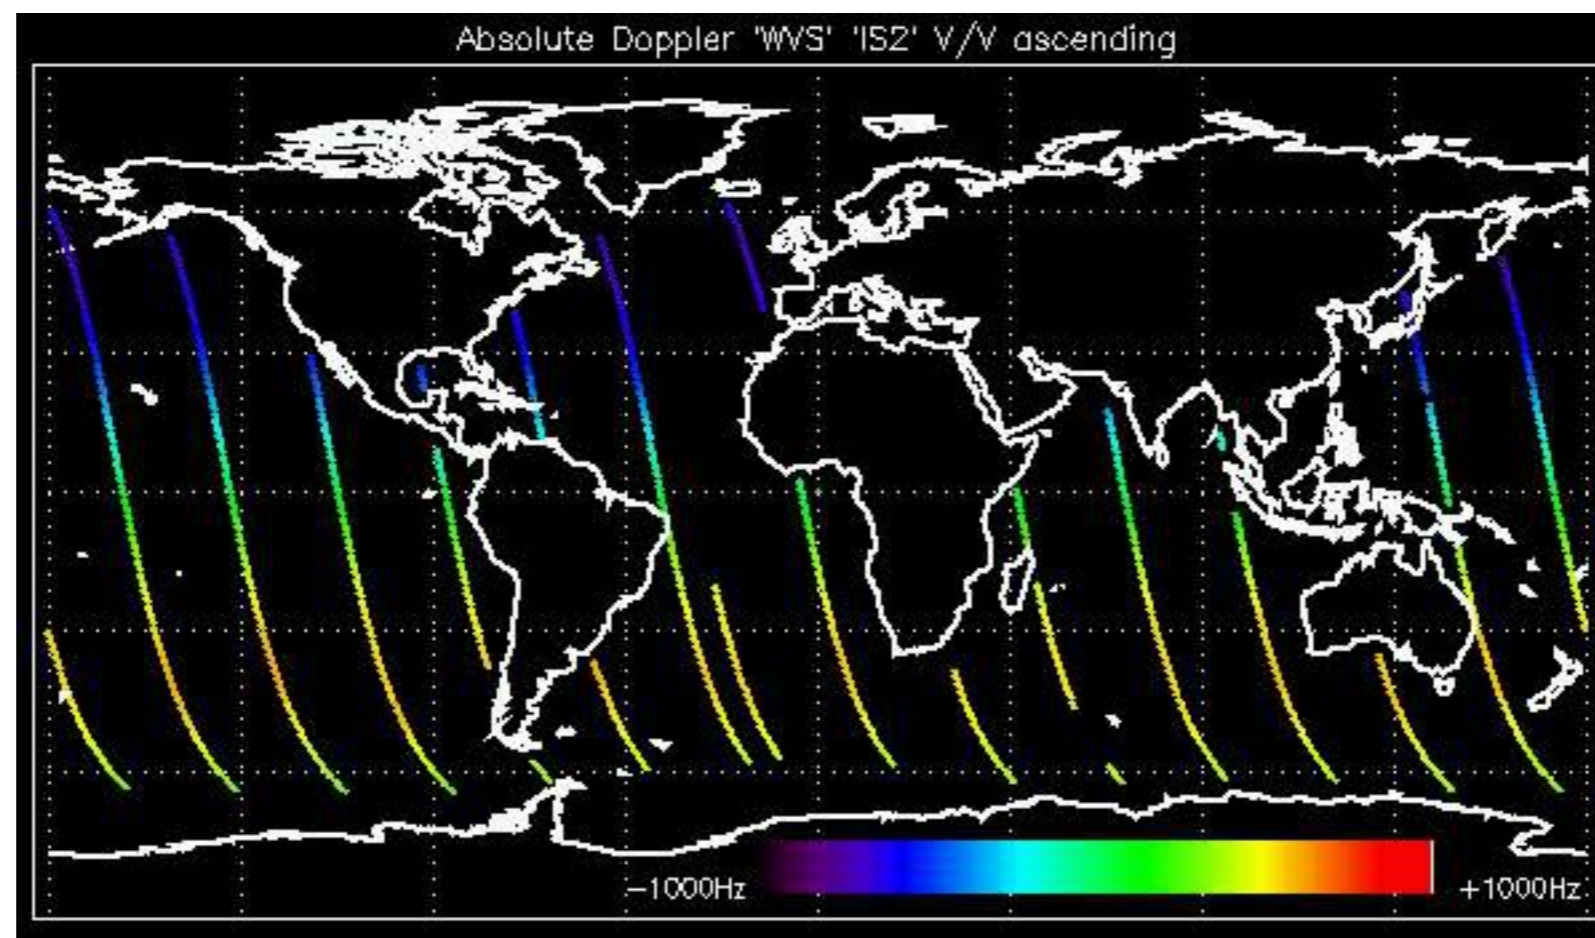 Absolute Doppler 'WVS' 'IS2' V/V ascending
−1000Hz +1000Hz